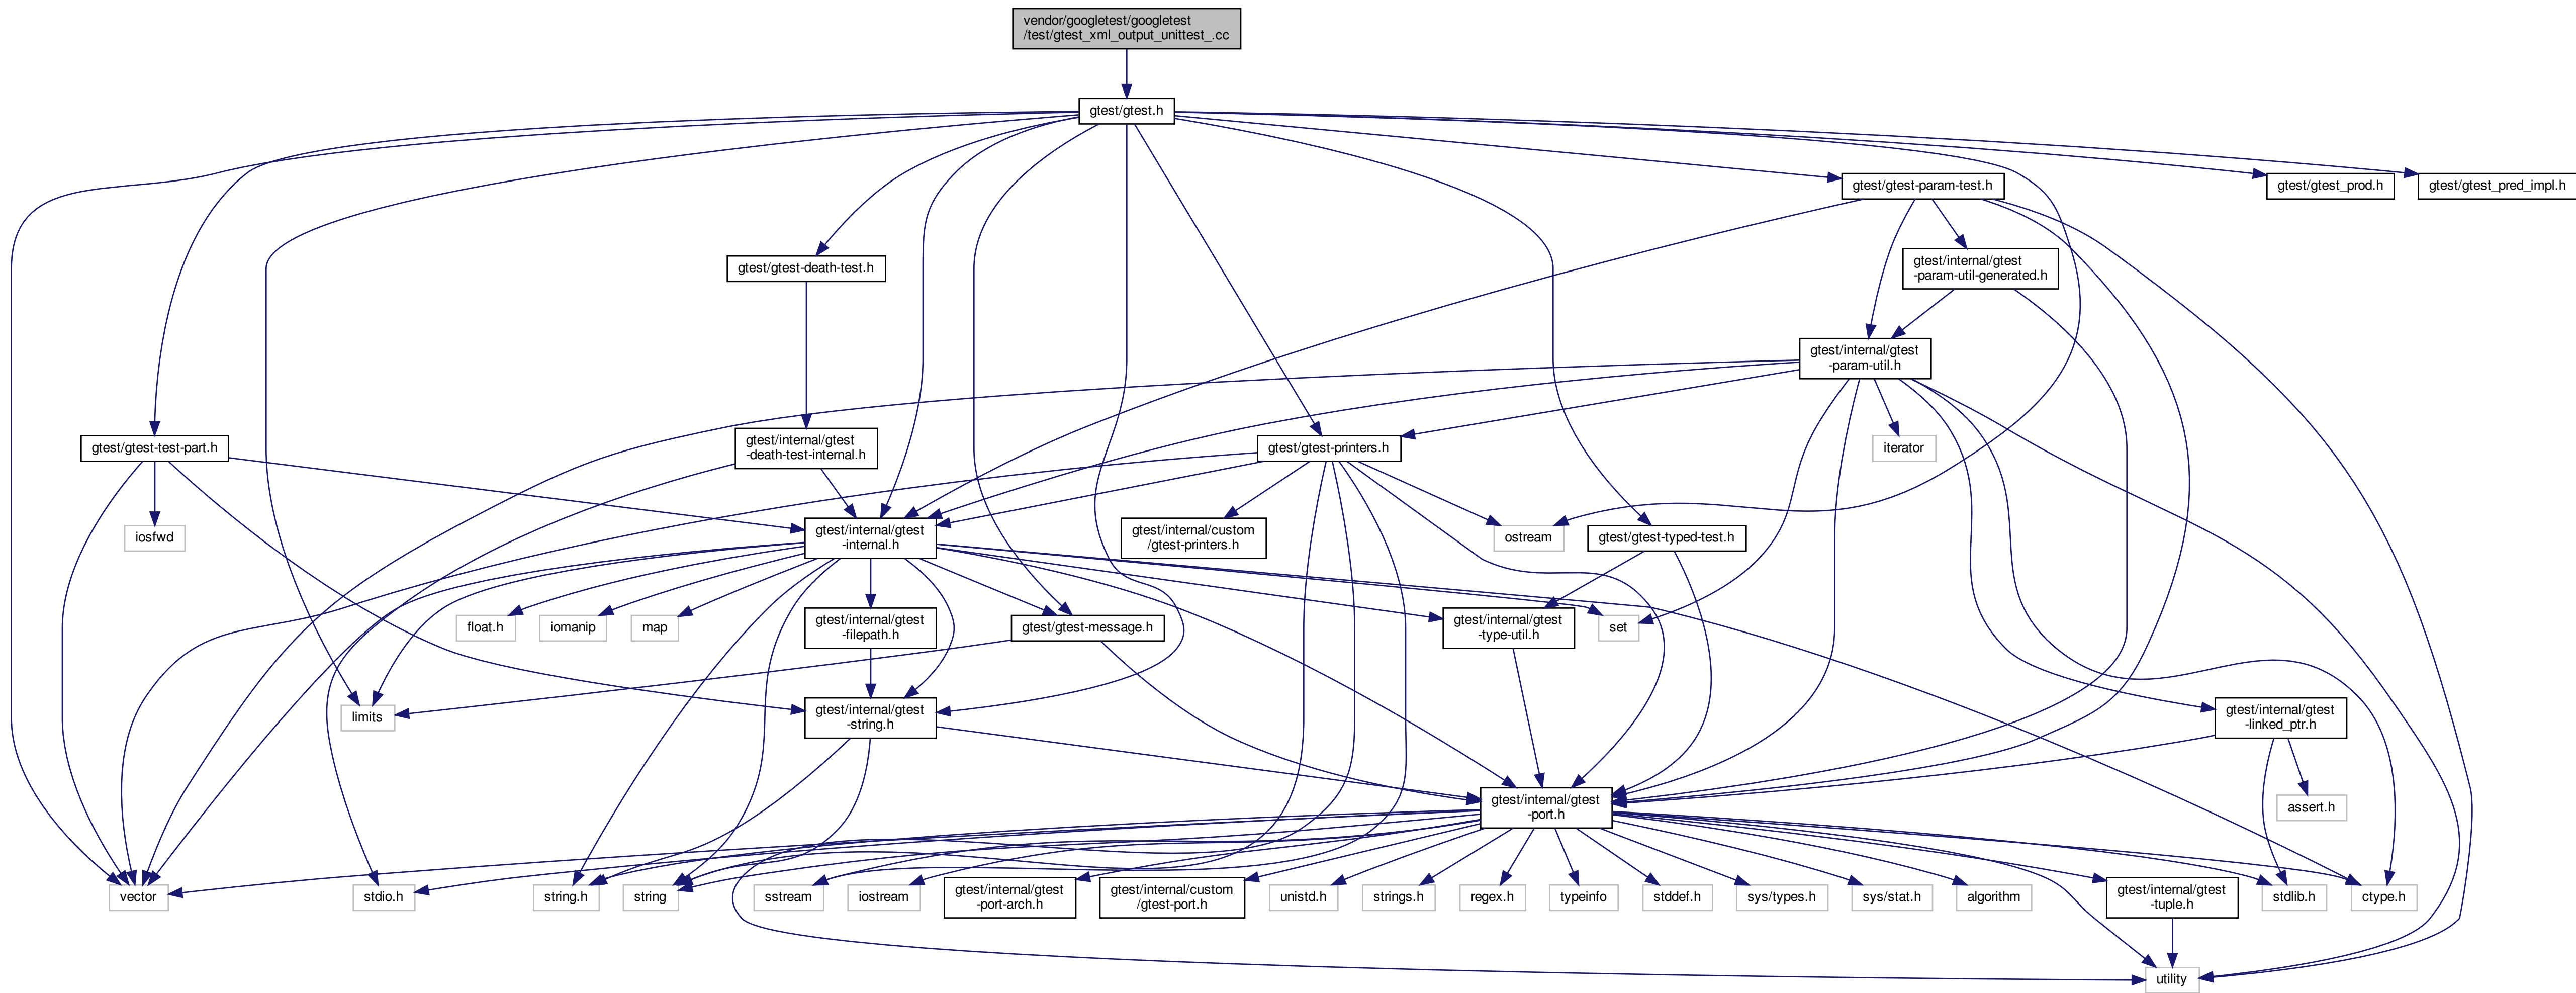 vendor/googletest/googletest
/test/gtest_xml_output_unittest_.cc
gtest/gtest.h
gtest/gtest-param-test.h
gtest/gtest_prod.h
gtest/gtest_pred_impl.h
gtest/gtest-death-test.h
gtest/internal/gtest
-param-util-generated.h
gtest/internal/gtest
-param-util.h
gtest/gtest-test-part.h
gtest/internal/gtest
-death-test-internal.h
gtest/gtest-printers.h
iterator
iosfwd
gtest/internal/gtest
-internal.h
gtest/internal/custom
/gtest-printers.h
ostream
gtest/gtest-typed-test.h
float.h
iomanip
map
gtest/internal/gtest
-filepath.h
gtest/gtest-message.h
gtest/internal/gtest
-type-util.h
set
limits
gtest/internal/gtest
-string.h
gtest/internal/gtest
-linked_ptr.h
gtest/internal/gtest
-port.h
assert.h
vector
stdio.h
string.h
string
sstream
iostream
gtest/internal/gtest
-port-arch.h
gtest/internal/custom
/gtest-port.h
unistd.h
strings.h
regex.h
typeinfo
stddef.h
sys/types.h
sys/stat.h
algorithm
gtest/internal/gtest
-tuple.h
stdlib.h
ctype.h
utility